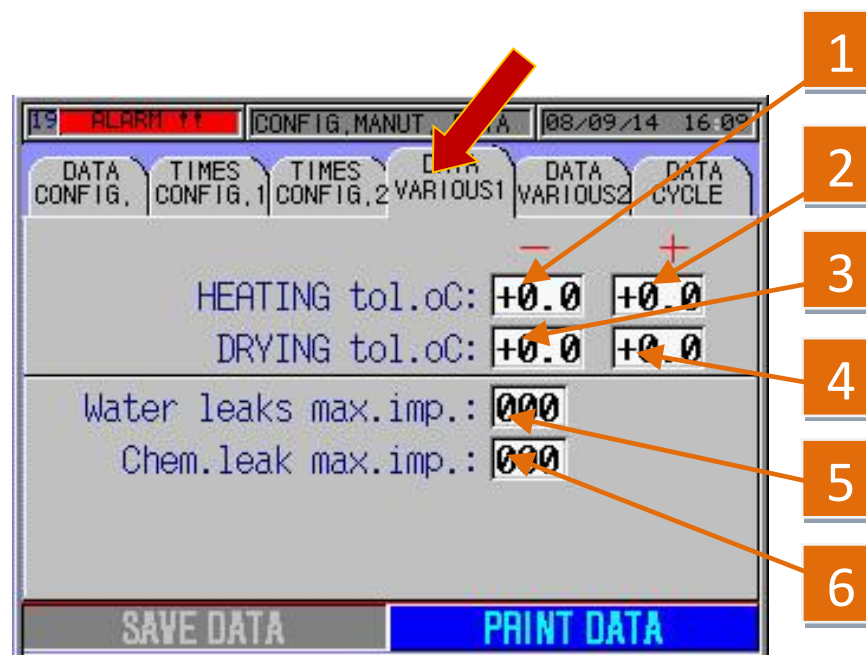 1
19 ALARM !! CONFIG,MANUT. 08/09/14 16:09
DATA CONFIG. TIMES CONFIG.1 TIMES CONFIG.2 VARIOUS1 DATA VARIOUS2 DATA CYCLE
2
- +
3
HEATING tol.oC: +0.0 +0.0
DRYING tol.oC: +0.0 +0.0
4
Water leaks max.imp.: 000
Chem.leak max.imp.: 000
5
6
SAVE DATA PRINT DATA